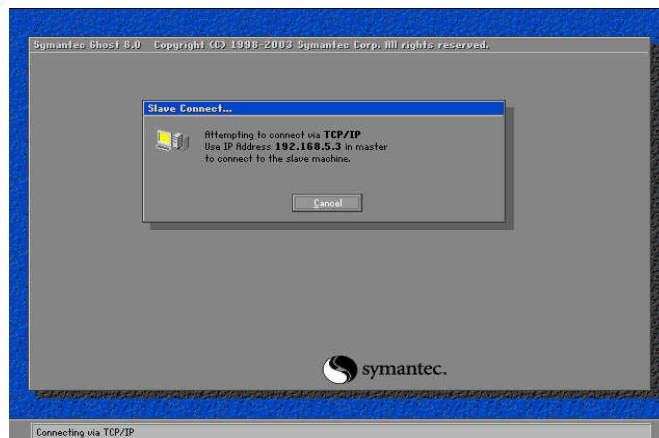 Symantec Ghost 8.0   Copyright (C) 1998-2003 Symantec Corp. All rights reserved.
Slave Connect...
Attempting to connect via TCP/IP
Use IP Address 192.168.5.3 in master
to connect to the slave machine.
Cancel
symantec.
Connecting via TCP/IP